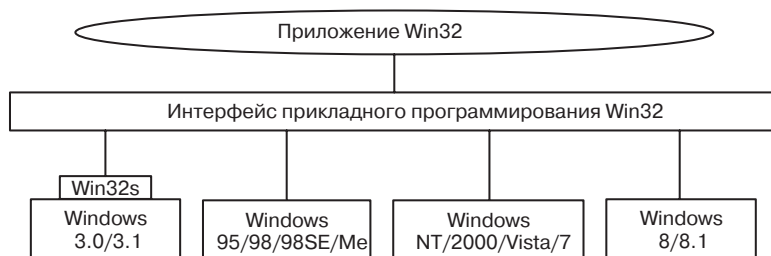 Приложение Win32
Интерфейс прикладного программирования Win32
Win32s
Windows
3.0/3.1
Windows
95/98/98SE/Me
Windows
NT/2000/Vista/7
Windows
8/8.1